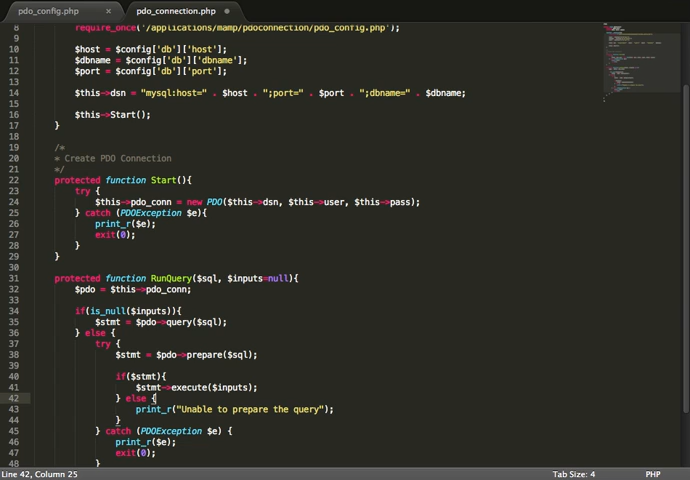 pdo_config.php × pdoconnection.php
8 require_once('/applications/mamp/pdoconnection/pdo_config.php');
9
10 $host = $config['db']['host'];
11 $dbname = $config['db']['dbname'];
12 $port = $config['db']['port'];
13
14 $this->dsn = "mysql:host=" . $host . ";port=" . $port . ";dbname=" . $dbname;
15
16 $this->Start();
17 }
18
19 /*
20 * Create PDO Connection
21 */
22 protected function Start(){
23 try {
24 $this->pdo_conn = new PDO($this->dsn, $this->user, $this->pass);
25 } catch (PDOException $e){
26 print_r($e);
27 exit(0);
28 }
29 }
30
31 protected function RunQuery($sql, $inputs=null){
32 $pdo = $this->pdo_conn;
33
34 if(is_null($inputs)){
35 $stmt = $pdo->query($sql);
36 } else {
37 try {
38 $stmt = $pdo->prepare($sql);
39
40 if($stmt){
41 $stmt->execute($inputs);
42 } else {
43 print_r("Unable to prepare the query");
44 }
45 } catch (PDOException $e) {
46 print_r($e);
47 exit(0);
48 }
Line 42, Column 25 Tab Size: 4 PHP